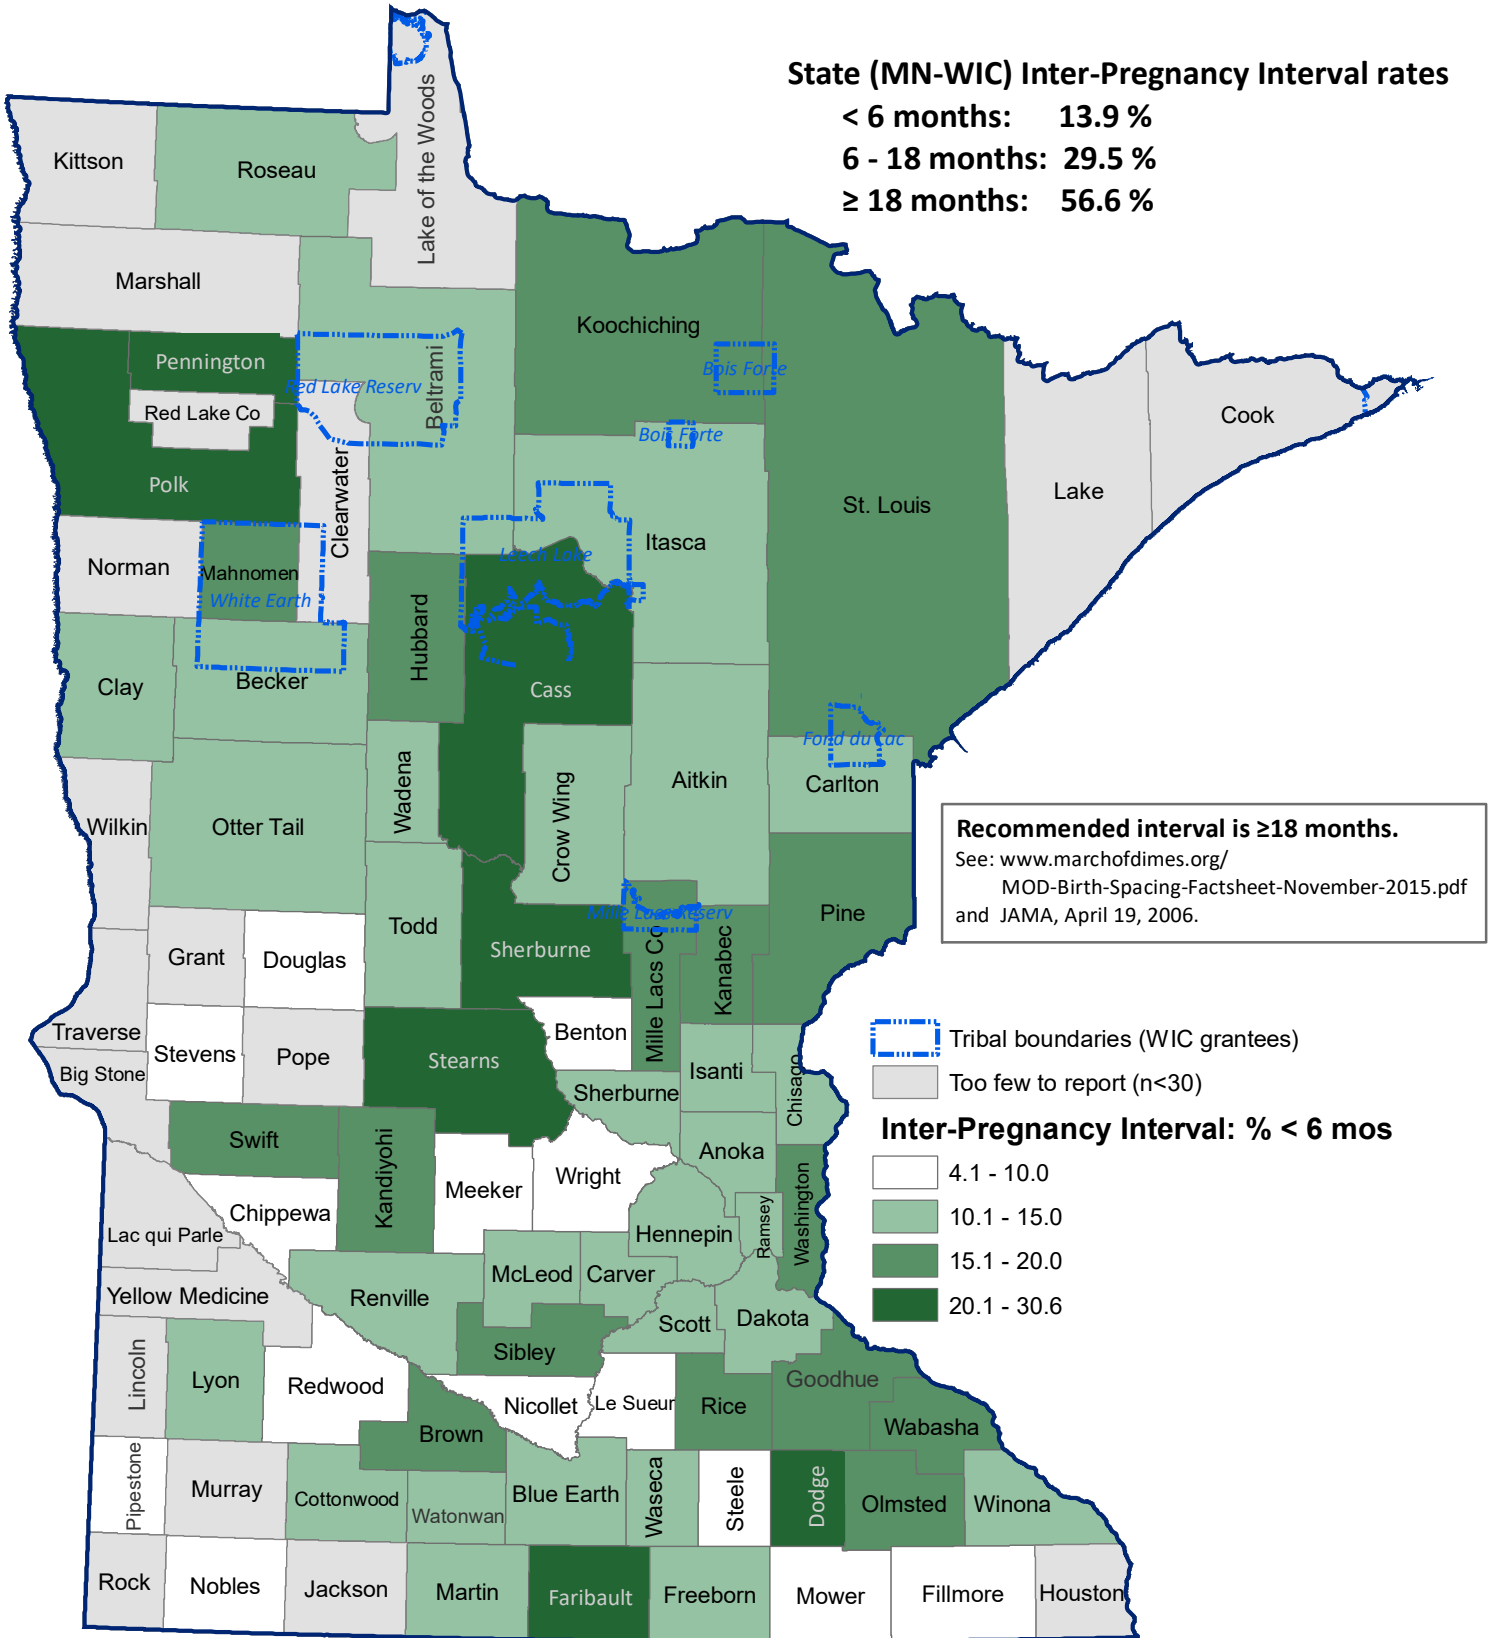 State (MN-WIC) Inter-Pregnancy Interval rates
< 6 months: 13.9 %
6 - 18 months: 29.5 %
≥ 18 months: 56.6 %
Kittson
Roseau
Lake of the Woods
Marshall
Koochiching
Pennington
Red Lake Reserv
Beltrami
Bois Forte
Red Lake Co
Bois Forte
Cook
Polk
Clearwater
Lake
St. Louis
Itasca
Leech Lake
Norman
Mahnomen
White Earth
Hubbard
Clay
Becker
Cass
Fond du Lac
Carlton
Aitkin
Wadena
Crow Wing
Wilkin
Otter Tail
Recommended interval is ≥18 months.
See: www.marchofdimes.org/
MOD-Birth-Spacing-Factsheet-November-2015.pdf
and JAMA, April 19, 2006.
Mille Lacs Reserv
Pine
Todd
Grant
Douglas
Sherburne
Mille Lacs Co
Kanabec
Traverse
Stevens
Pope
Benton
Stearns
Big Stone
Isanti
Chisago
Sherburne
Tribal boundaries (WIC grantees)
Too few to report (n<30)
Inter-Pregnancy Interval: % < 6 mos
4.1 - 10.0
10.1 - 15.0
15.1 - 20.0
20.1 - 30.6
Swift
Kandiyohi
Anoka
Meeker
Wright
Washington
Chippewa
Lac qui Parle
Hennepin
Ramsey
McLeod
Carver
Yellow Medicine
Renville
Scott
Dakota
Sibley
Lincoln
Lyon
Redwood
Goodhue
Nicollet
Le Sueur
Rice
Brown
Wabasha
Pipestone
Murray
Cottonwood
Watonwan
Blue Earth
Waseca
Steele
Dodge
Olmsted
Winona
Rock
Nobles
Jackson
Martin
Faribault
Freeborn
Mower
Fillmore
Houston